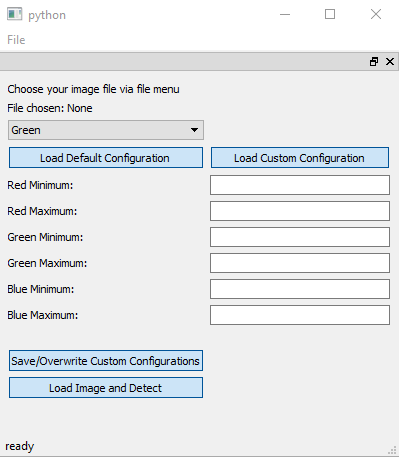 python
File
Choose your image file via file menu
File chosen: None
Green
Load Default Configuration Load Custom Configuration
Red Minimum:
Red Maximum:
Green Minimum:
Green Maximum:
Blue Minimum:
Blue Maximum:
Save/Overwrite Custom Configurations
Load Image and Detect
ready